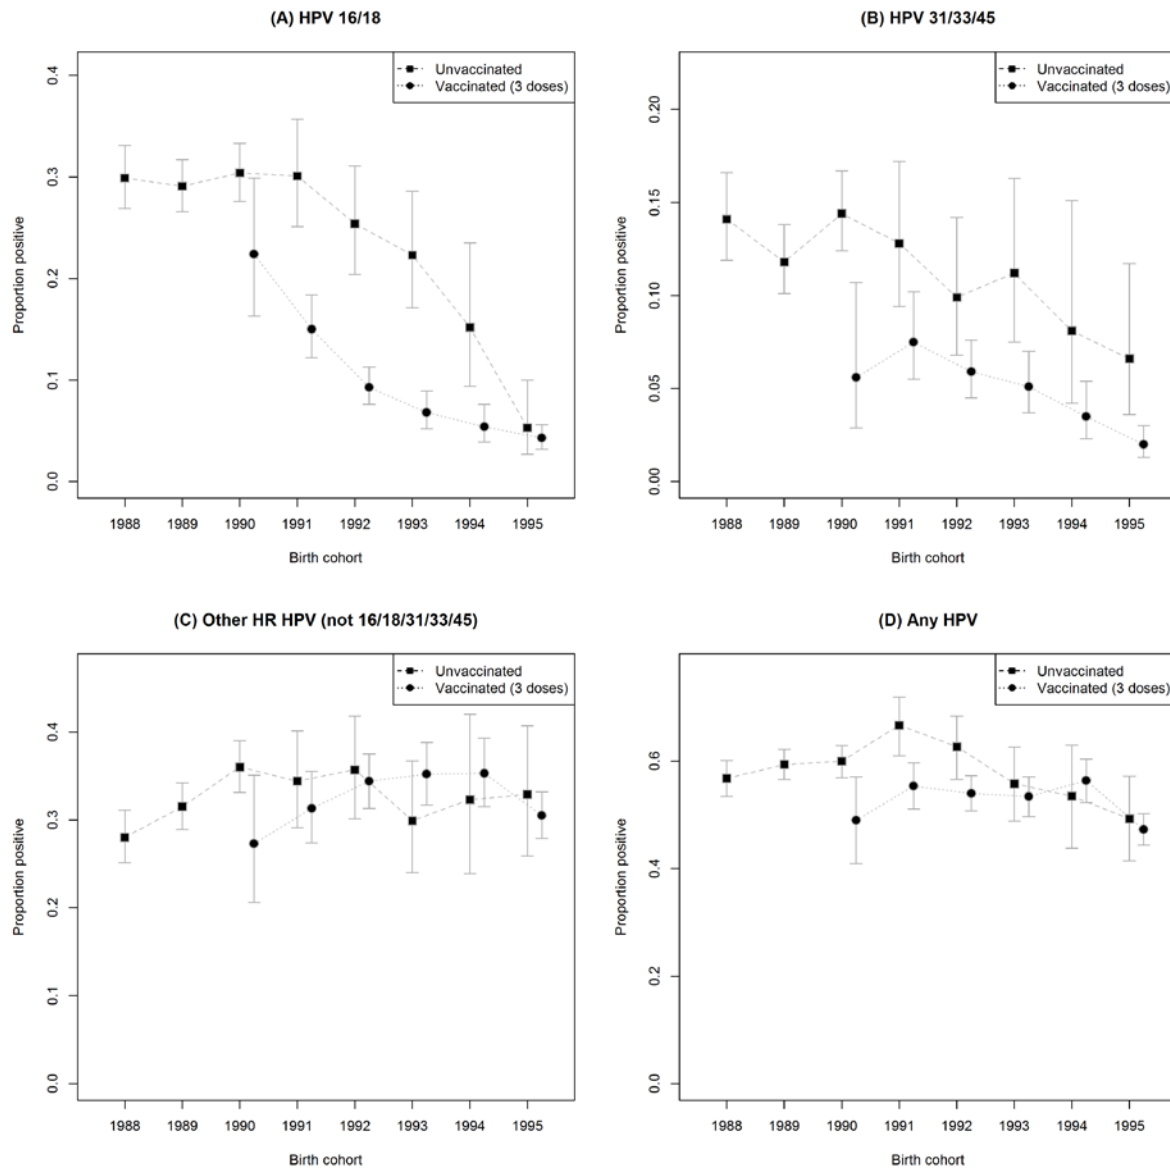 (A) HPV 16/18
Unvaccinated
Vaccinated (3 doses)
Proportion positive
0.4
0.3
0.2
0.1
0.0
1988 1989 1990 1991 1992 1993 1994 1995
Birth cohort
(B) HPV 31/33/45
Unvaccinated
Vaccinated (3 doses)
Proportion positive
0.20
0.15
0.10
0.05
0.00
1988 1989 1990 1991 1992 1993 1994 1995
Birth cohort
(C) Other HR HPV (not 16/18/31/33/45)
Unvaccinated
Vaccinated (3 doses)
Proportion positive
0.4
0.3
0.2
0.1
0.0
1988 1989 1990 1991 1992 1993 1994 1995
Birth cohort
(D) Any HPV
Unvaccinated
Vaccinated (3 doses)
Proportion positive
0.6
0.4
0.2
0.0
1988 1989 1990 1991 1992 1993 1994 1995
Birth cohort